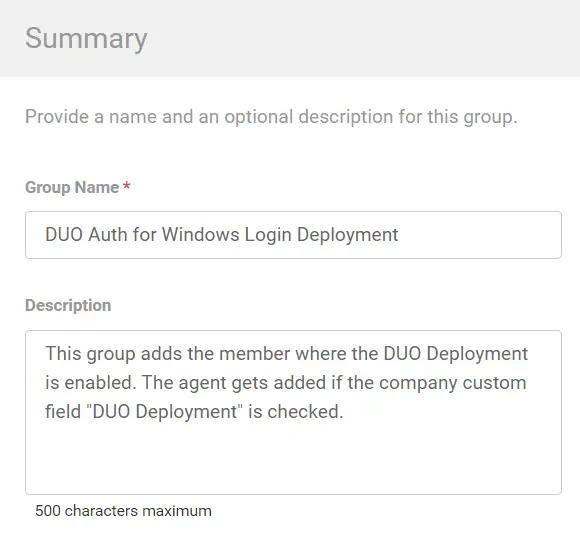 Summary
Provide a name and an optional description for this group.
Group Name *
DUO Auth for Windows Login Deployment
Description
This group adds the member where the DUO Deployment
is enabled. The agent gets added if the company custom
field "DUO Deployment" is checked.
500 characters maximum